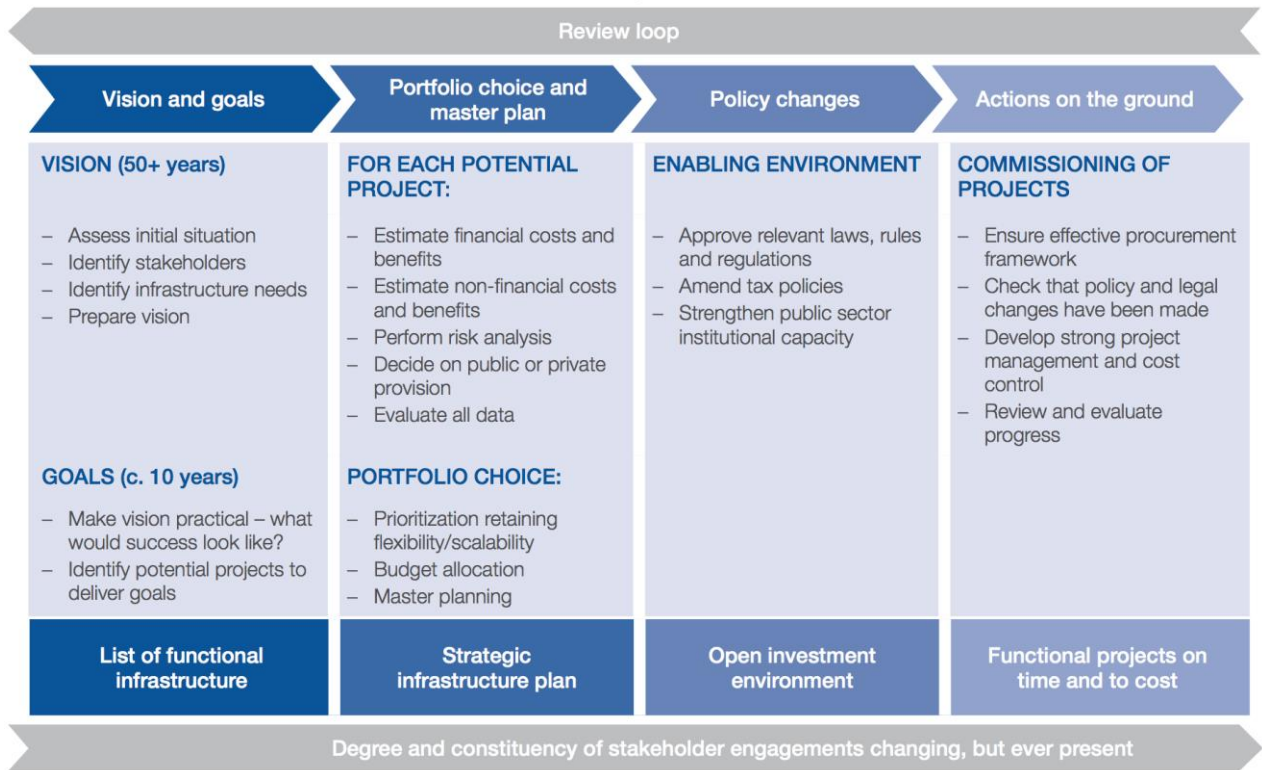 Review loop
Vision and goals
Portfolio choice and
master plan
Policy changes
Actions on the ground
VISION (50+ years)
– Assess initial situation
– Identify stakeholders
– Identify infrastructure needs
– Prepare vision
GOALS (c. 10 years)
– Make vision practical – what
would success look like?
– Identify potential projects to
deliver goals
List of functional
infrastructure
FOR EACH POTENTIAL
PROJECT:
– Estimate financial costs and
benefits
– Estimate non-financial costs
and benefits
– Perform risk analysis
– Decide on public or private
provision
– Evaluate all data
PORTFOLIO CHOICE:
– Prioritization retaining
flexibility/scalability
– Budget allocation
– Master planning
Strategic
infrastructure plan
ENABLING ENVIRONMENT
– Approve relevant laws, rules
and regulations
– Amend tax policies
– Strengthen public sector
institutional capacity
Open investment
environment
COMMISSIONING OF
PROJECTS
– Ensure effective procurement
framework
– Check that policy and legal
changes have been made
– Develop strong project
management and cost
control
– Review and evaluate
progress
Functional projects on
time and to cost
Degree and constituency of stakeholder engagements changing, but ever present